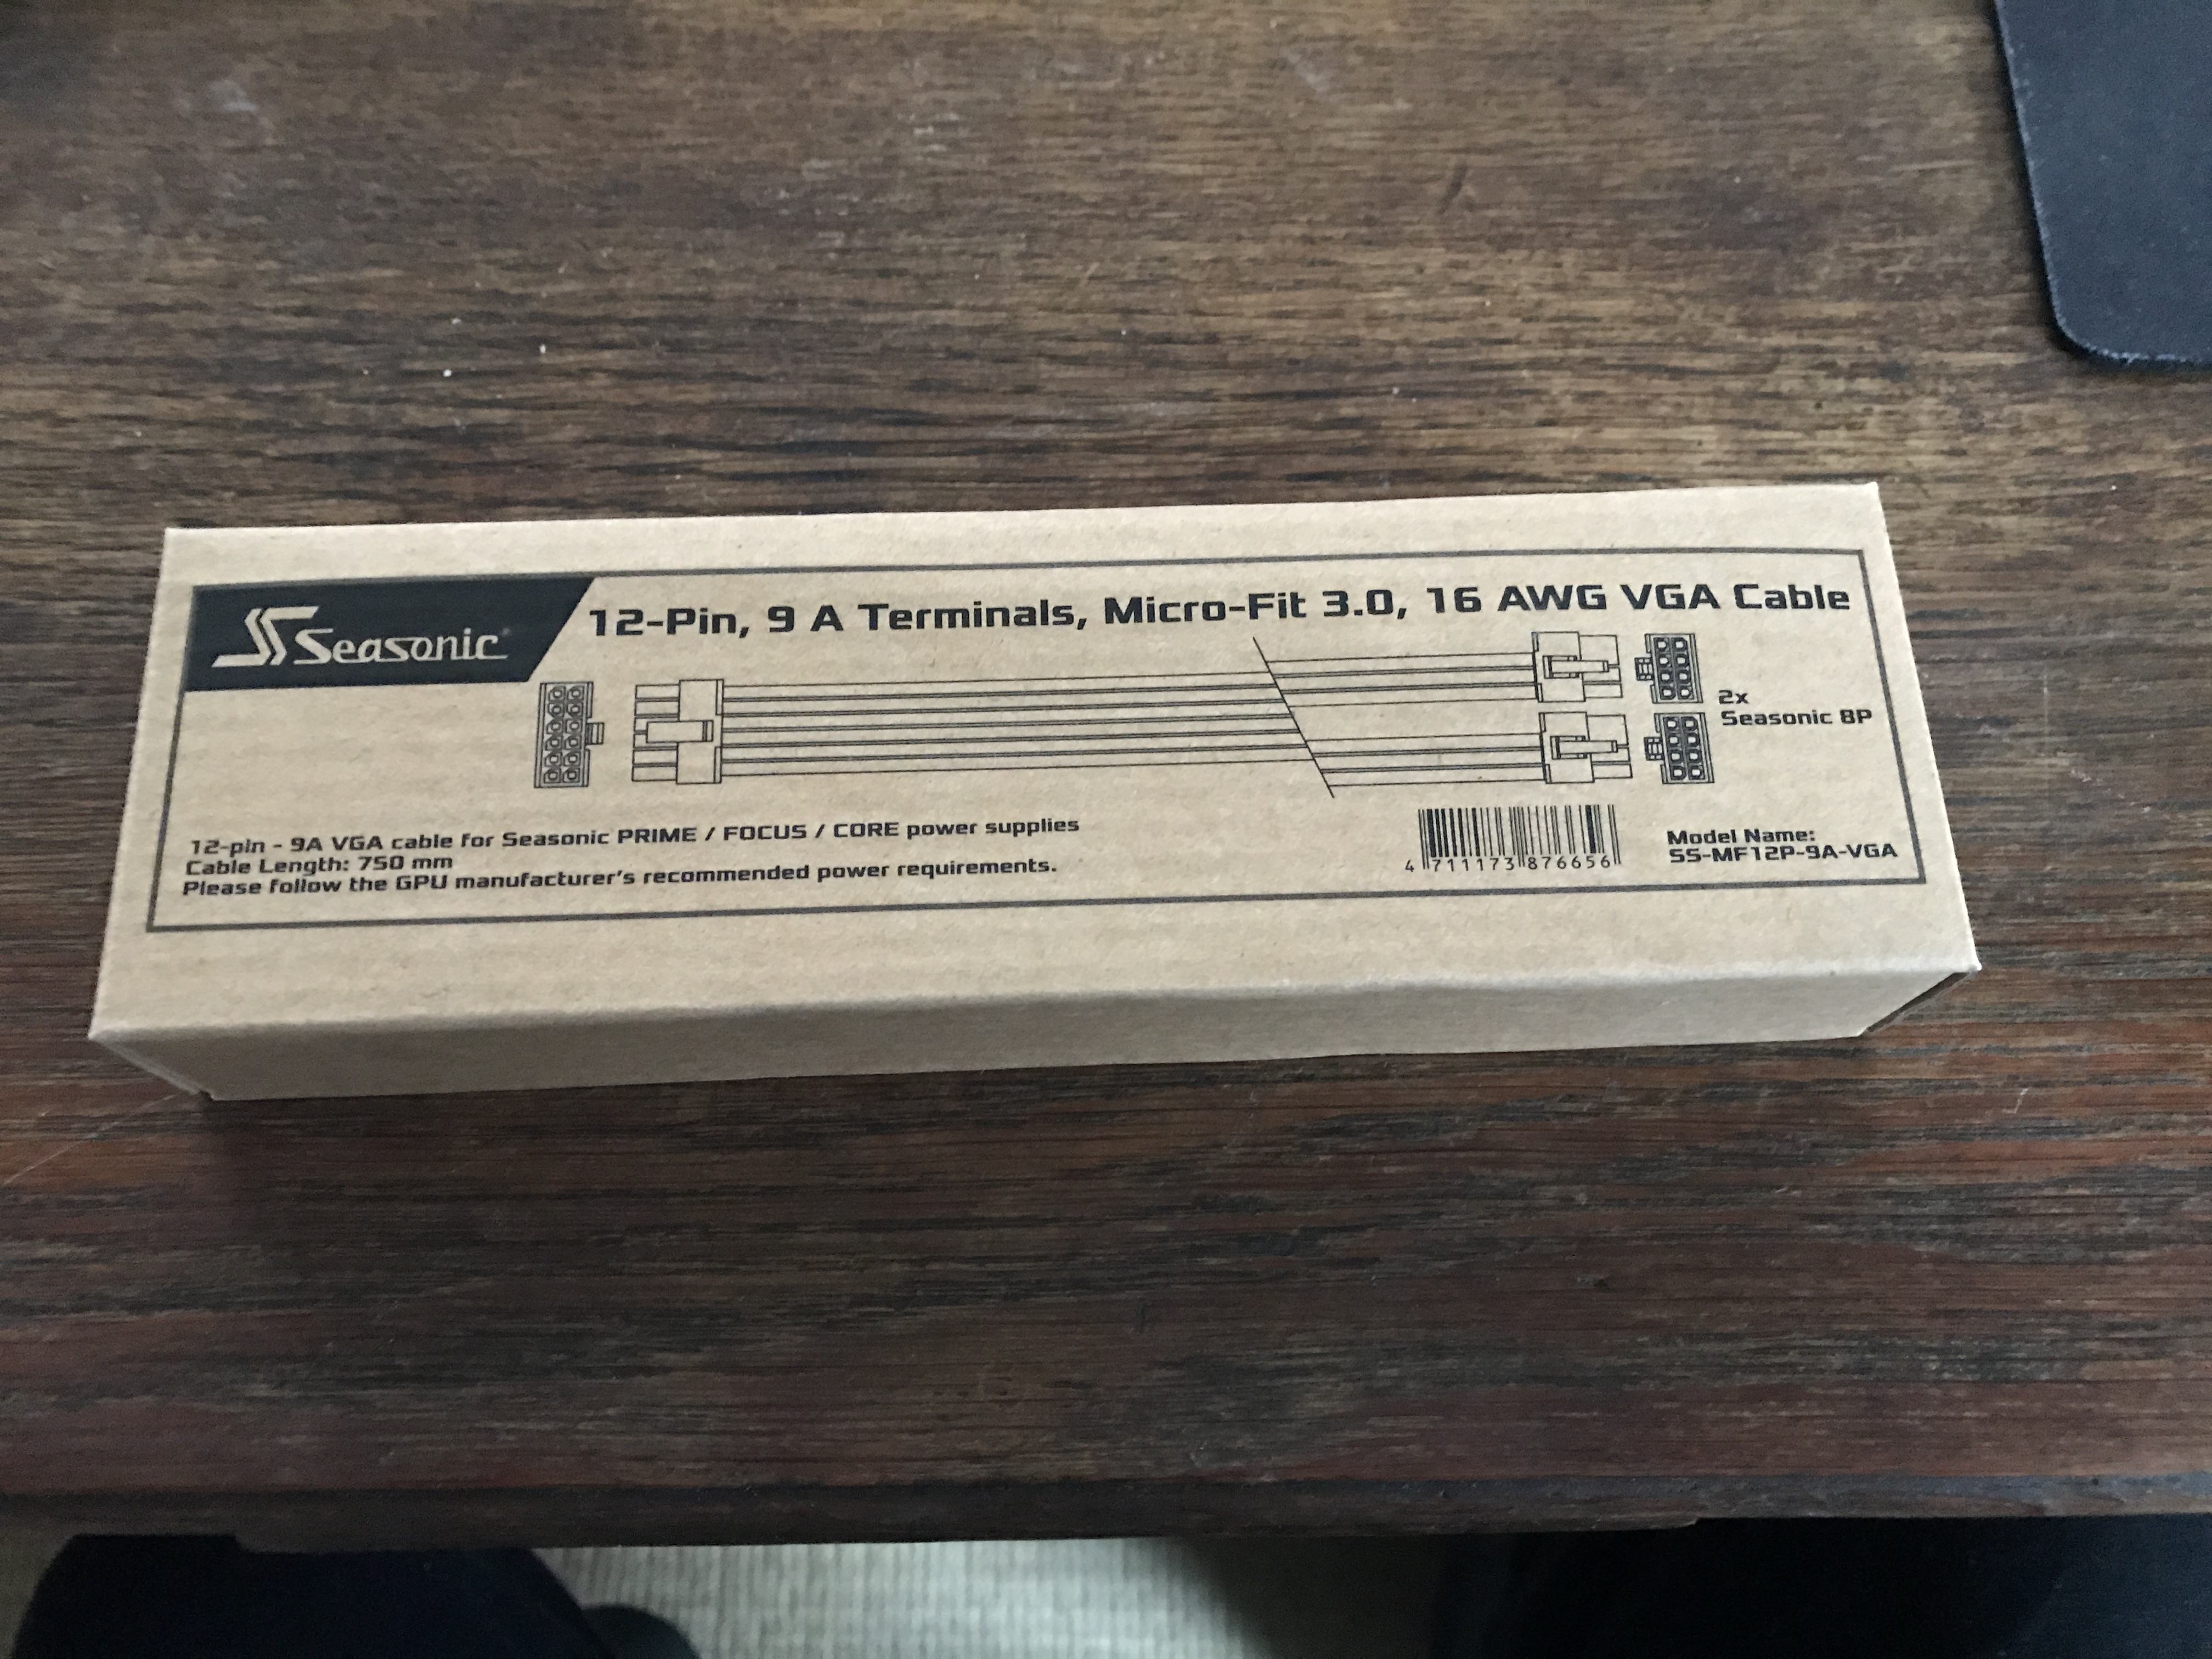 Seasonic
12-Pin, 9 A Terminals, Micro-Fit 3.0, 16 AWG VGA Cable
2x
Seasonic 8P
12-pin - 9A VGA cable for Seasonic PRIME / FOCUS / CORE power supplies
Cable Length: 750 mm
Please follow the GPU manufacturer's recommended power requirements.
4 711173 876656
Model Name:
SS-MF12P-9A-VGA